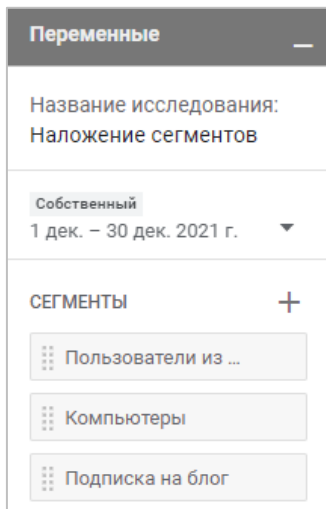 Переменные
Название исследования:
Наложение сегментов
Собственный
1 дек. – 30 дек. 2021 г.
СЕГМЕНТЫ
Пользователи из ...
Компьютеры
Подписка на блог